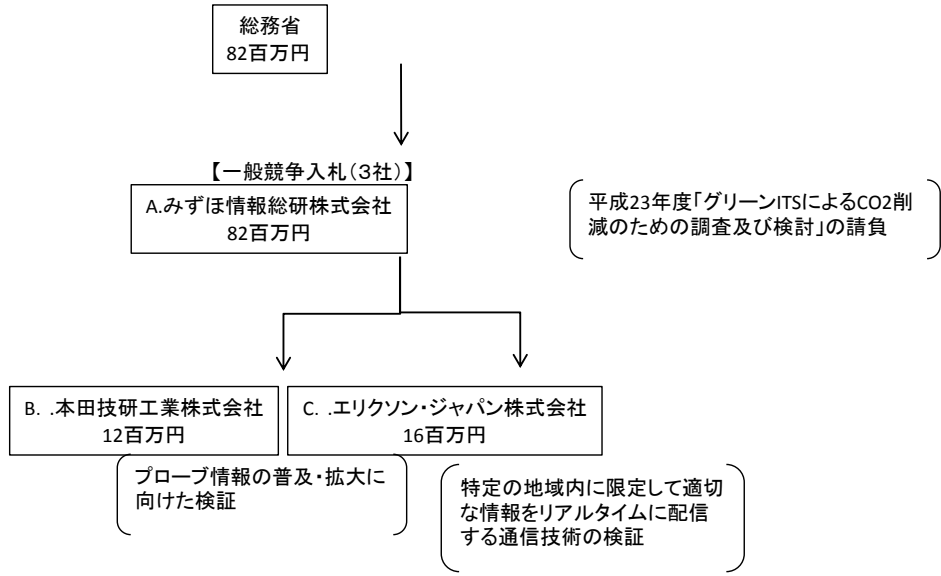 総務省
82百万円
【一般競争入札(3社)】
A.みずほ情報総研株式会社
82百万円
平成23年度「グリーンITSによるCO2削
減のための調査及び検討」の請負
B. .本田技研工業株式会社
12百万円
C. .エリクソン・ジャパン株式会社
16百万円
プローブ情報の普及・拡大に
向けた検証
特定の地域内に限定して適切
な情報をリアルタイムに配信
する通信技術の検証